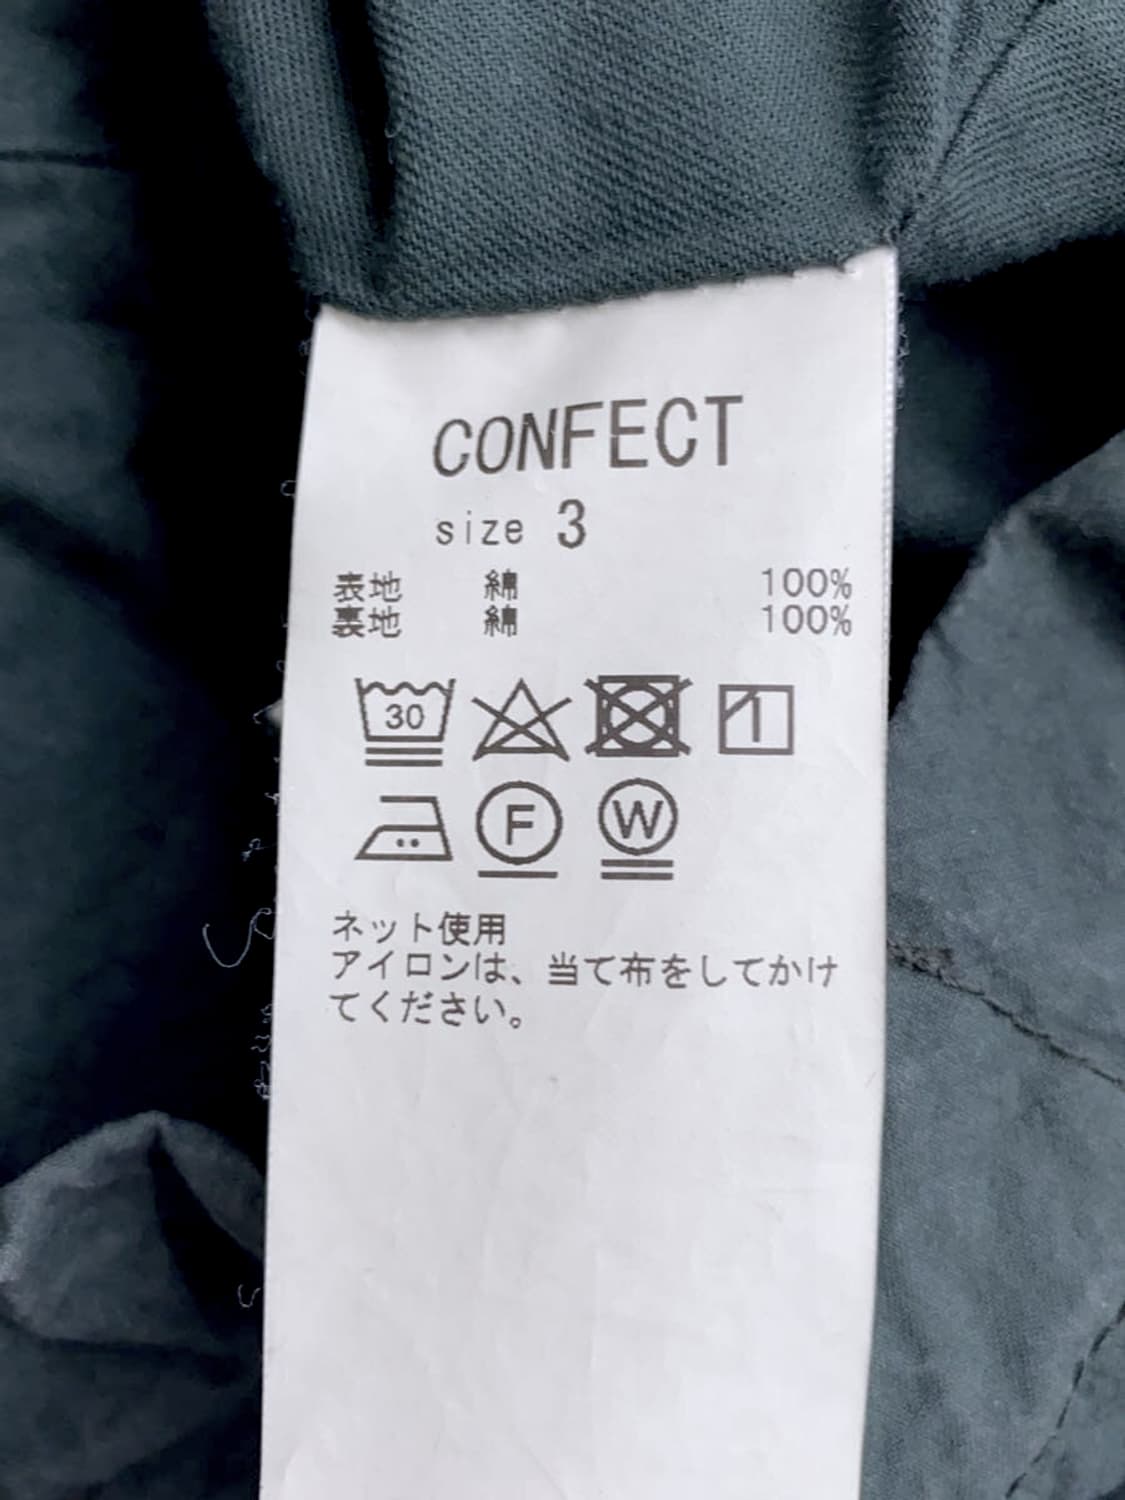 CONFECT
size 3
表地 綿 100%
裏地 綿 100%
30
F W
ネット使用
アイロンは、当て布をしてかけ
てください。